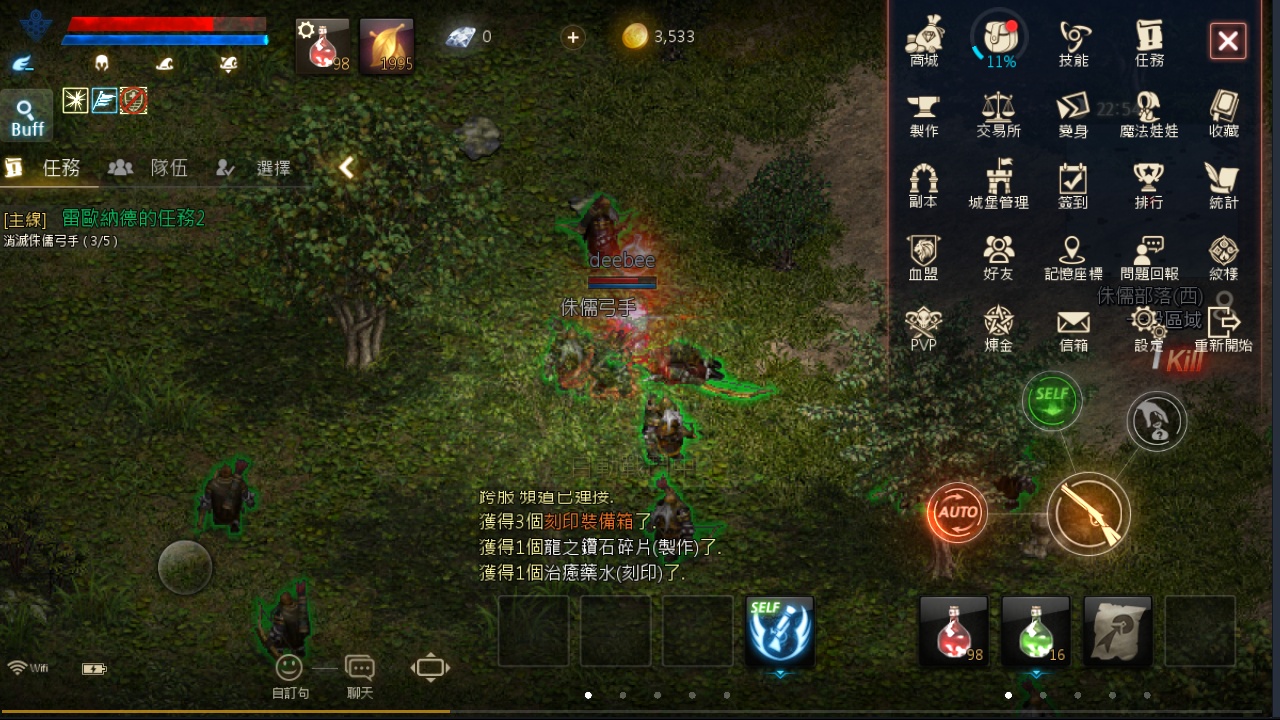 98
1995
0
3,533
Buff
任務
隊伍
選擇
[主線] 雷歐納德的任務2
消滅侏儒弓手 ( 3/5 )
商城
11%
技能
任務
製作
交易所
變身
魔法娃娃
收藏
副本
城堡管理
簽到
排行
統計
血盟
好友
記憶座標
問題回報
紋樣
侏儒部落(西)
區域
PVP
煉金
信箱
設定
重新開始
Kill
deebee
侏儒弓手
SELF
AUTO
跨服 頻道已連接.
獲得3個刻印裝備箱了.
獲得1個龍之鑽石碎片(製作)了.
獲得1個治癒藥水(刻印)了.
SELF
98
16
Wifi
自訂句
聊天